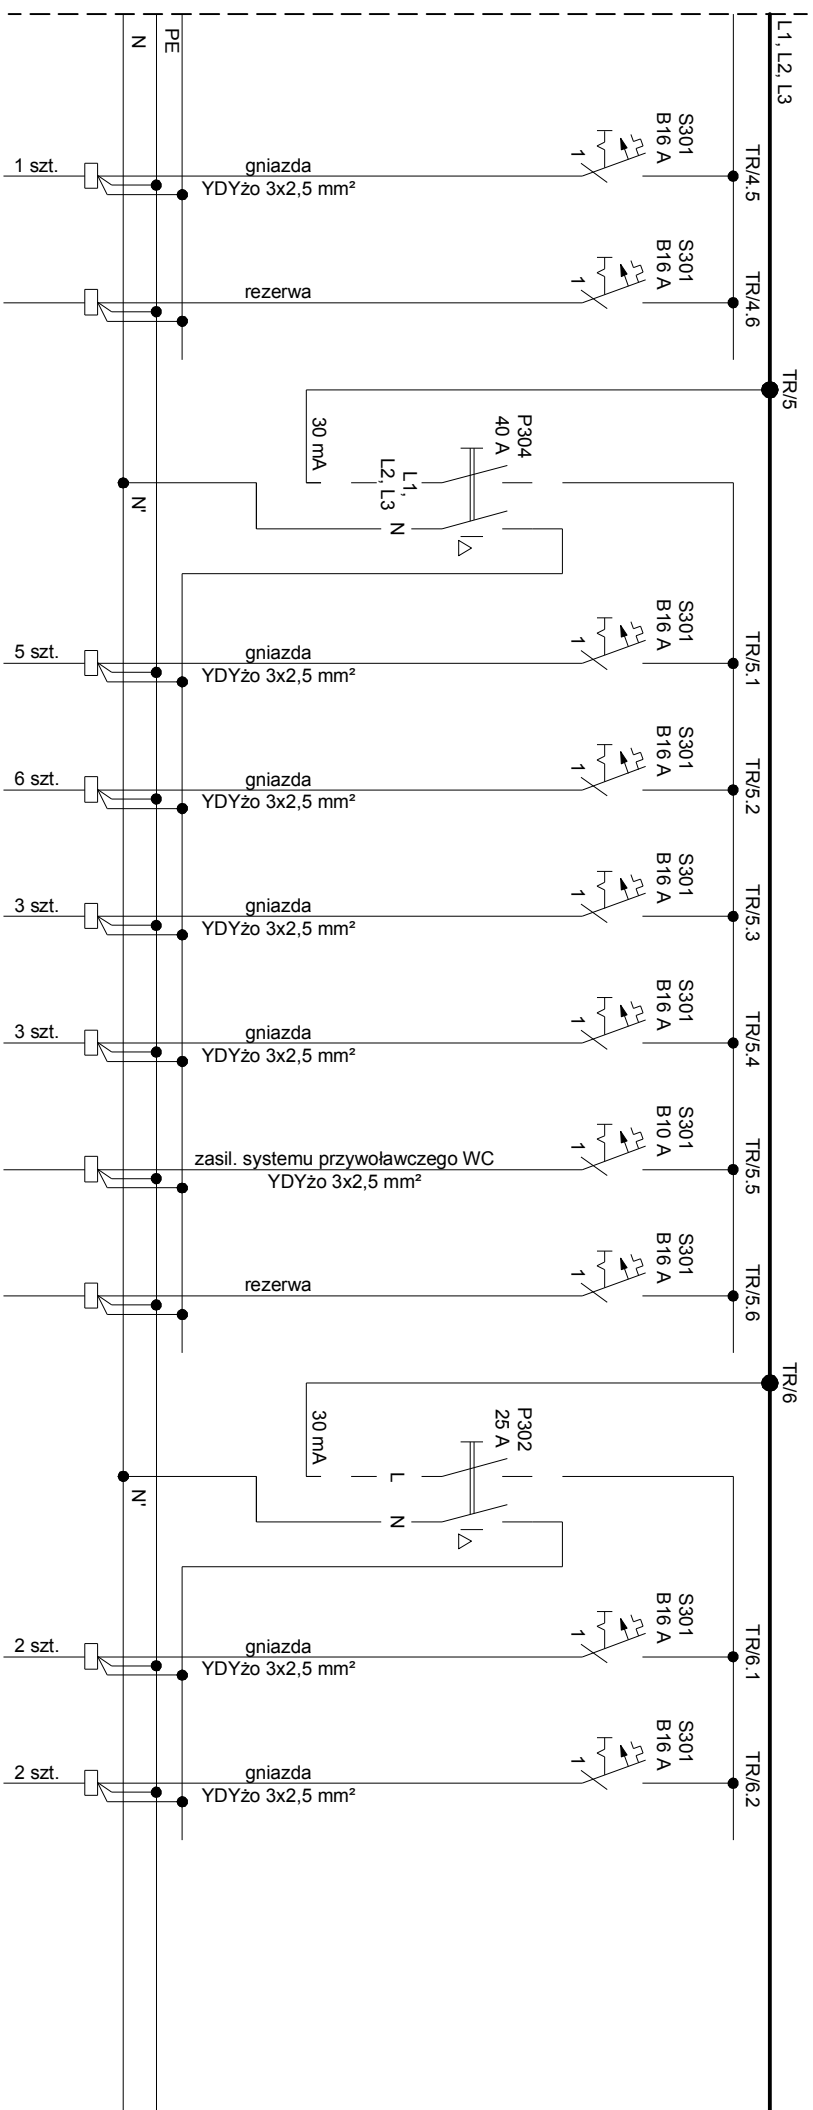 L1, L2, L3
PE
N
TR/4.5
S301
B16 A
1
gniazda
YDYżo 3x2,5 mm²
1 szt.
TR/4.6
S301
B16 A
1
rezerwa
TR/5
P304
40 A
30 mA
L1,
L2, L3
N
N'
TR/5.1
S301
B16 A
1
gniazda
YDYżo 3x2,5 mm²
5 szt.
TR/5.2
S301
B16 A
1
gniazda
YDYżo 3x2,5 mm²
6 szt.
TR/5.3
S301
B16 A
1
gniazda
YDYżo 3x2,5 mm²
3 szt.
TR/5.4
S301
B16 A
1
gniazda
YDYżo 3x2,5 mm²
3 szt.
TR/5.5
S301
B10 A
1
zasil. systemu przywoławczego WC
YDYżo 3x2,5 mm²
TR/5.6
S301
B16 A
1
rezerwa
TR/6
P302
25 A
30 mA
L
N
N'
TR/6.1
S301
B16 A
1
gniazda
YDYżo 3x2,5 mm²
2 szt.
TR/6.2
S301
B16 A
1
gniazda
YDYżo 3x2,5 mm²
2 szt.